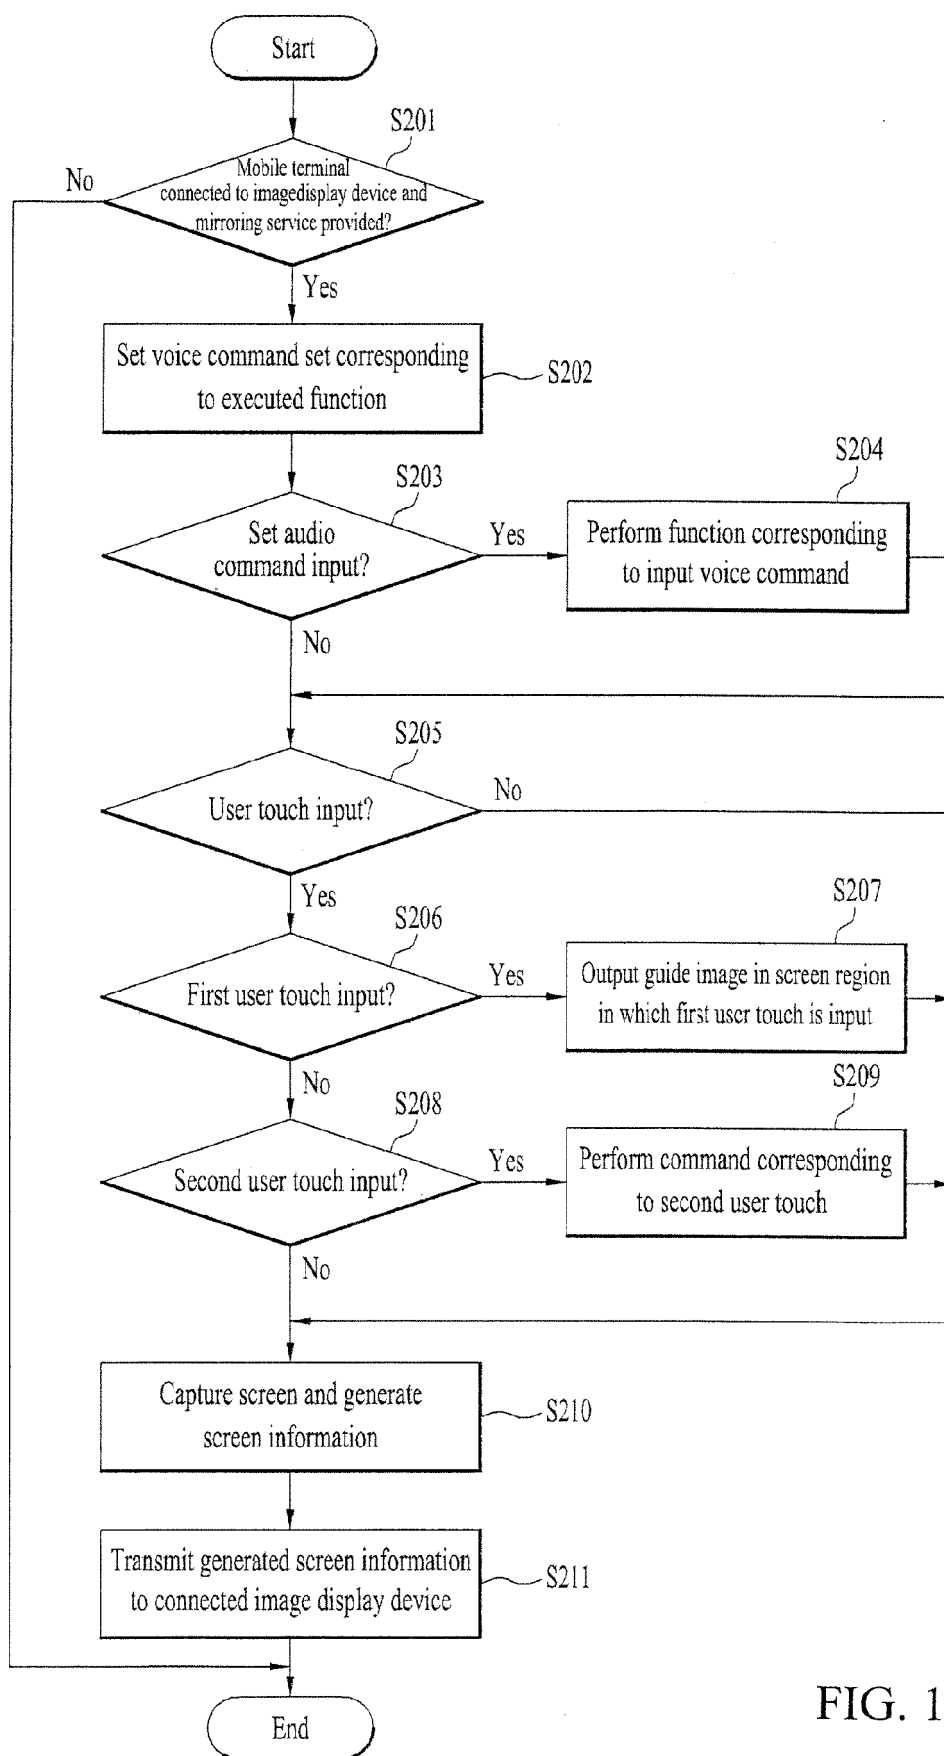 Start
S201
No
Mobile terminal
connected to imagedisplay device and
mirroring service provided?
Yes
Set voice command set corresponding
to executed function
S202
S203
S204
Set audio
command input?
Yes
Perform function corresponding
to input voice command
No
S205
User touch input?
No
Yes
S206
S207
First user touch input?
Yes
Output guide image in screen region
in which first user touch is input
No
S208
S209
Second user touch input?
Yes
Perform command corresponding
to second user touch
No
Capture screen and generate
screen information
S210
Transmit generated screen information
to connected image display device
S211
End
FIG. 1